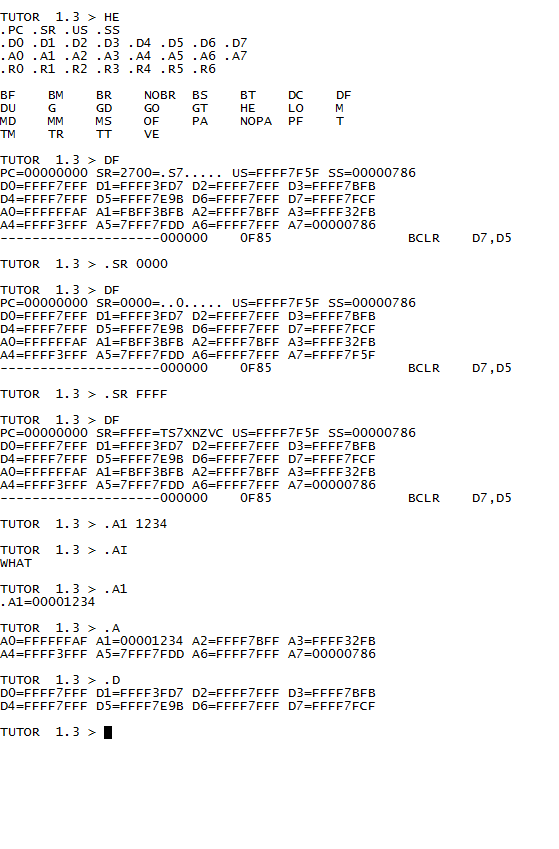 TUTOR  1.3 > HE
.PC .SR .US .SS
.D0 .D1 .D2 .D3 .D4 .D5 .D6 .D7
.A0 .A1 .A2 .A3 .A4 .A5 .A6 .A7
.R0 .R1 .R2 .R3 .R4 .R5 .R6
BF    BM    BR    NOBR  BS    BT    DC    DF
DU    G     GD    GO    GT    HE    LO    M
MD    MM    MS    OF    PA    NOPA  PF    T
TM    TR    TT    VE
TUTOR  1.3 > DF
PC=00000000 SR=2700=.S7..... US=FFFF7F5F SS=00000786
D0=FFFF7FFF D1=FFFF3FD7 D2=FFFF7FFF D3=FFFF7BFB
D4=FFFF7FFF D5=FFFF7E9B D6=FFFF7FFF D7=FFFF7FCF
A0=FFFFFFAF A1=FBFF3BFB A2=FFFF7BFF A3=FFFF32FB
A4=FFFF3FFF A5=7FFF7FDD A6=FFFF7FFF A7=00000786
--------------------000000    0F85                 BCLR    D7,D5
TUTOR  1.3 > .SR 0000
TUTOR  1.3 > DF
PC=00000000 SR=0000=..0..... US=FFFF7F5F SS=00000786
D0=FFFF7FFF D1=FFFF3FD7 D2=FFFF7FFF D3=FFFF7BFB
D4=FFFF7FFF D5=FFFF7E9B D6=FFFF7FFF D7=FFFF7FCF
A0=FFFFFFAF A1=FBFF3BFB A2=FFFF7BFF A3=FFFF32FB
A4=FFFF3FFF A5=7FFF7FDD A6=FFFF7FFF A7=FFFF7F5F
--------------------000000    0F85                 BCLR    D7,D5
TUTOR  1.3 > .SR FFFF
TUTOR  1.3 > DF
PC=00000000 SR=FFFF=TS7XNZVC US=FFFF7F5F SS=00000786
D0=FFFF7FFF D1=FFFF3FD7 D2=FFFF7FFF D3=FFFF7BFB
D4=FFFF7FFF D5=FFFF7E9B D6=FFFF7FFF D7=FFFF7FCF
A0=FFFFFFAF A1=FBFF3BFB A2=FFFF7BFF A3=FFFF32FB
A4=FFFF3FFF A5=7FFF7FDD A6=FFFF7FFF A7=00000786
--------------------000000    0F85                 BCLR    D7,D5
TUTOR  1.3 > .A1 1234
TUTOR  1.3 > .AI
WHAT
TUTOR  1.3 > .A1
.A1=00001234
TUTOR  1.3 > .A
A0=FFFFFFAF A1=00001234 A2=FFFF7BFF A3=FFFF32FB
A4=FFFF3FFF A5=7FFF7FDD A6=FFFF7FFF A7=00000786
TUTOR  1.3 > .D
D0=FFFF7FFF D1=FFFF3FD7 D2=FFFF7FFF D3=FFFF7BFB
D4=FFFF7FFF D5=FFFF7E9B D6=FFFF7FFF D7=FFFF7FCF
TUTOR  1.3 >